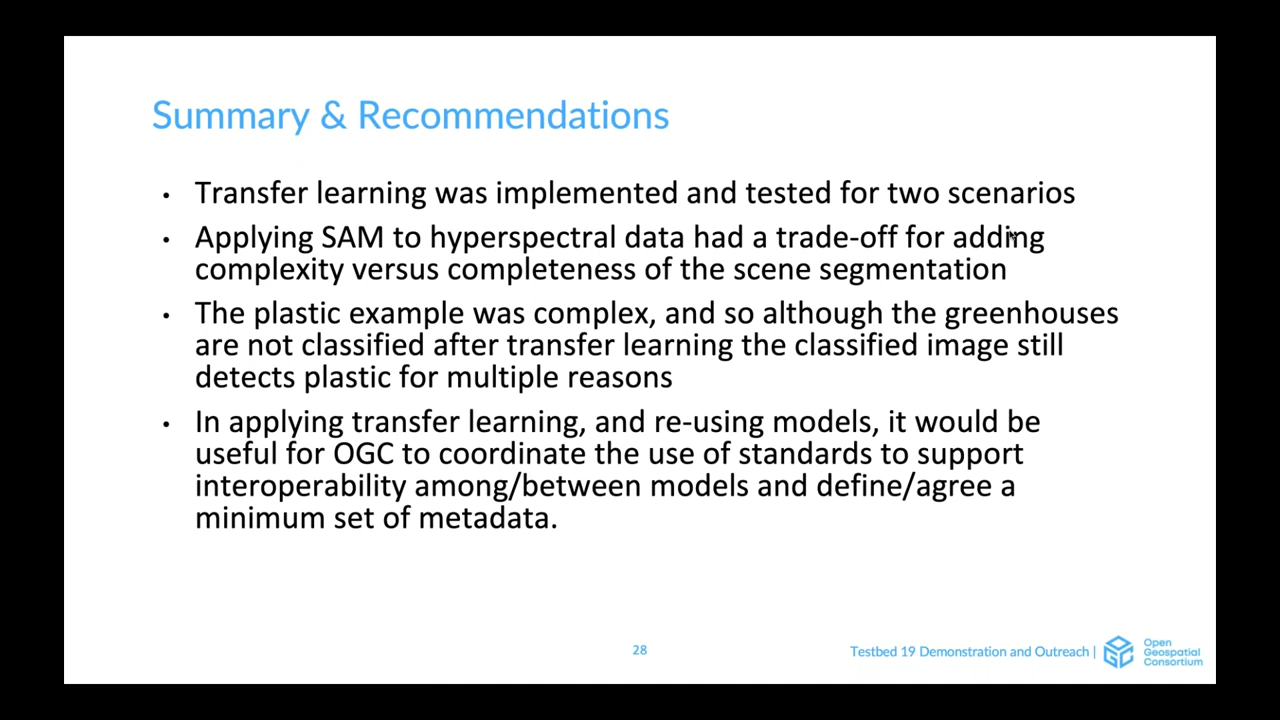 Summary & Recommendations
• Transfer learning was implemented and tested for two scenarios
• Applying SAM to hyperspectral data had a trade-off for adding
complexity versus completeness of the scene segmentation
• The plastic example was complex, and so although the greenhouses
are not classified after transfer learning the classified image still
detects plastic for multiple reasons
• In applying transfer learning, and re-using models, it would be
useful for OGC to coordinate the use of standards to support
interoperability among/between models and define/agree a
minimum set of metadata.
28
Testbed 19 Demonstration and Outreach |
Open
Geospatial
Consortium